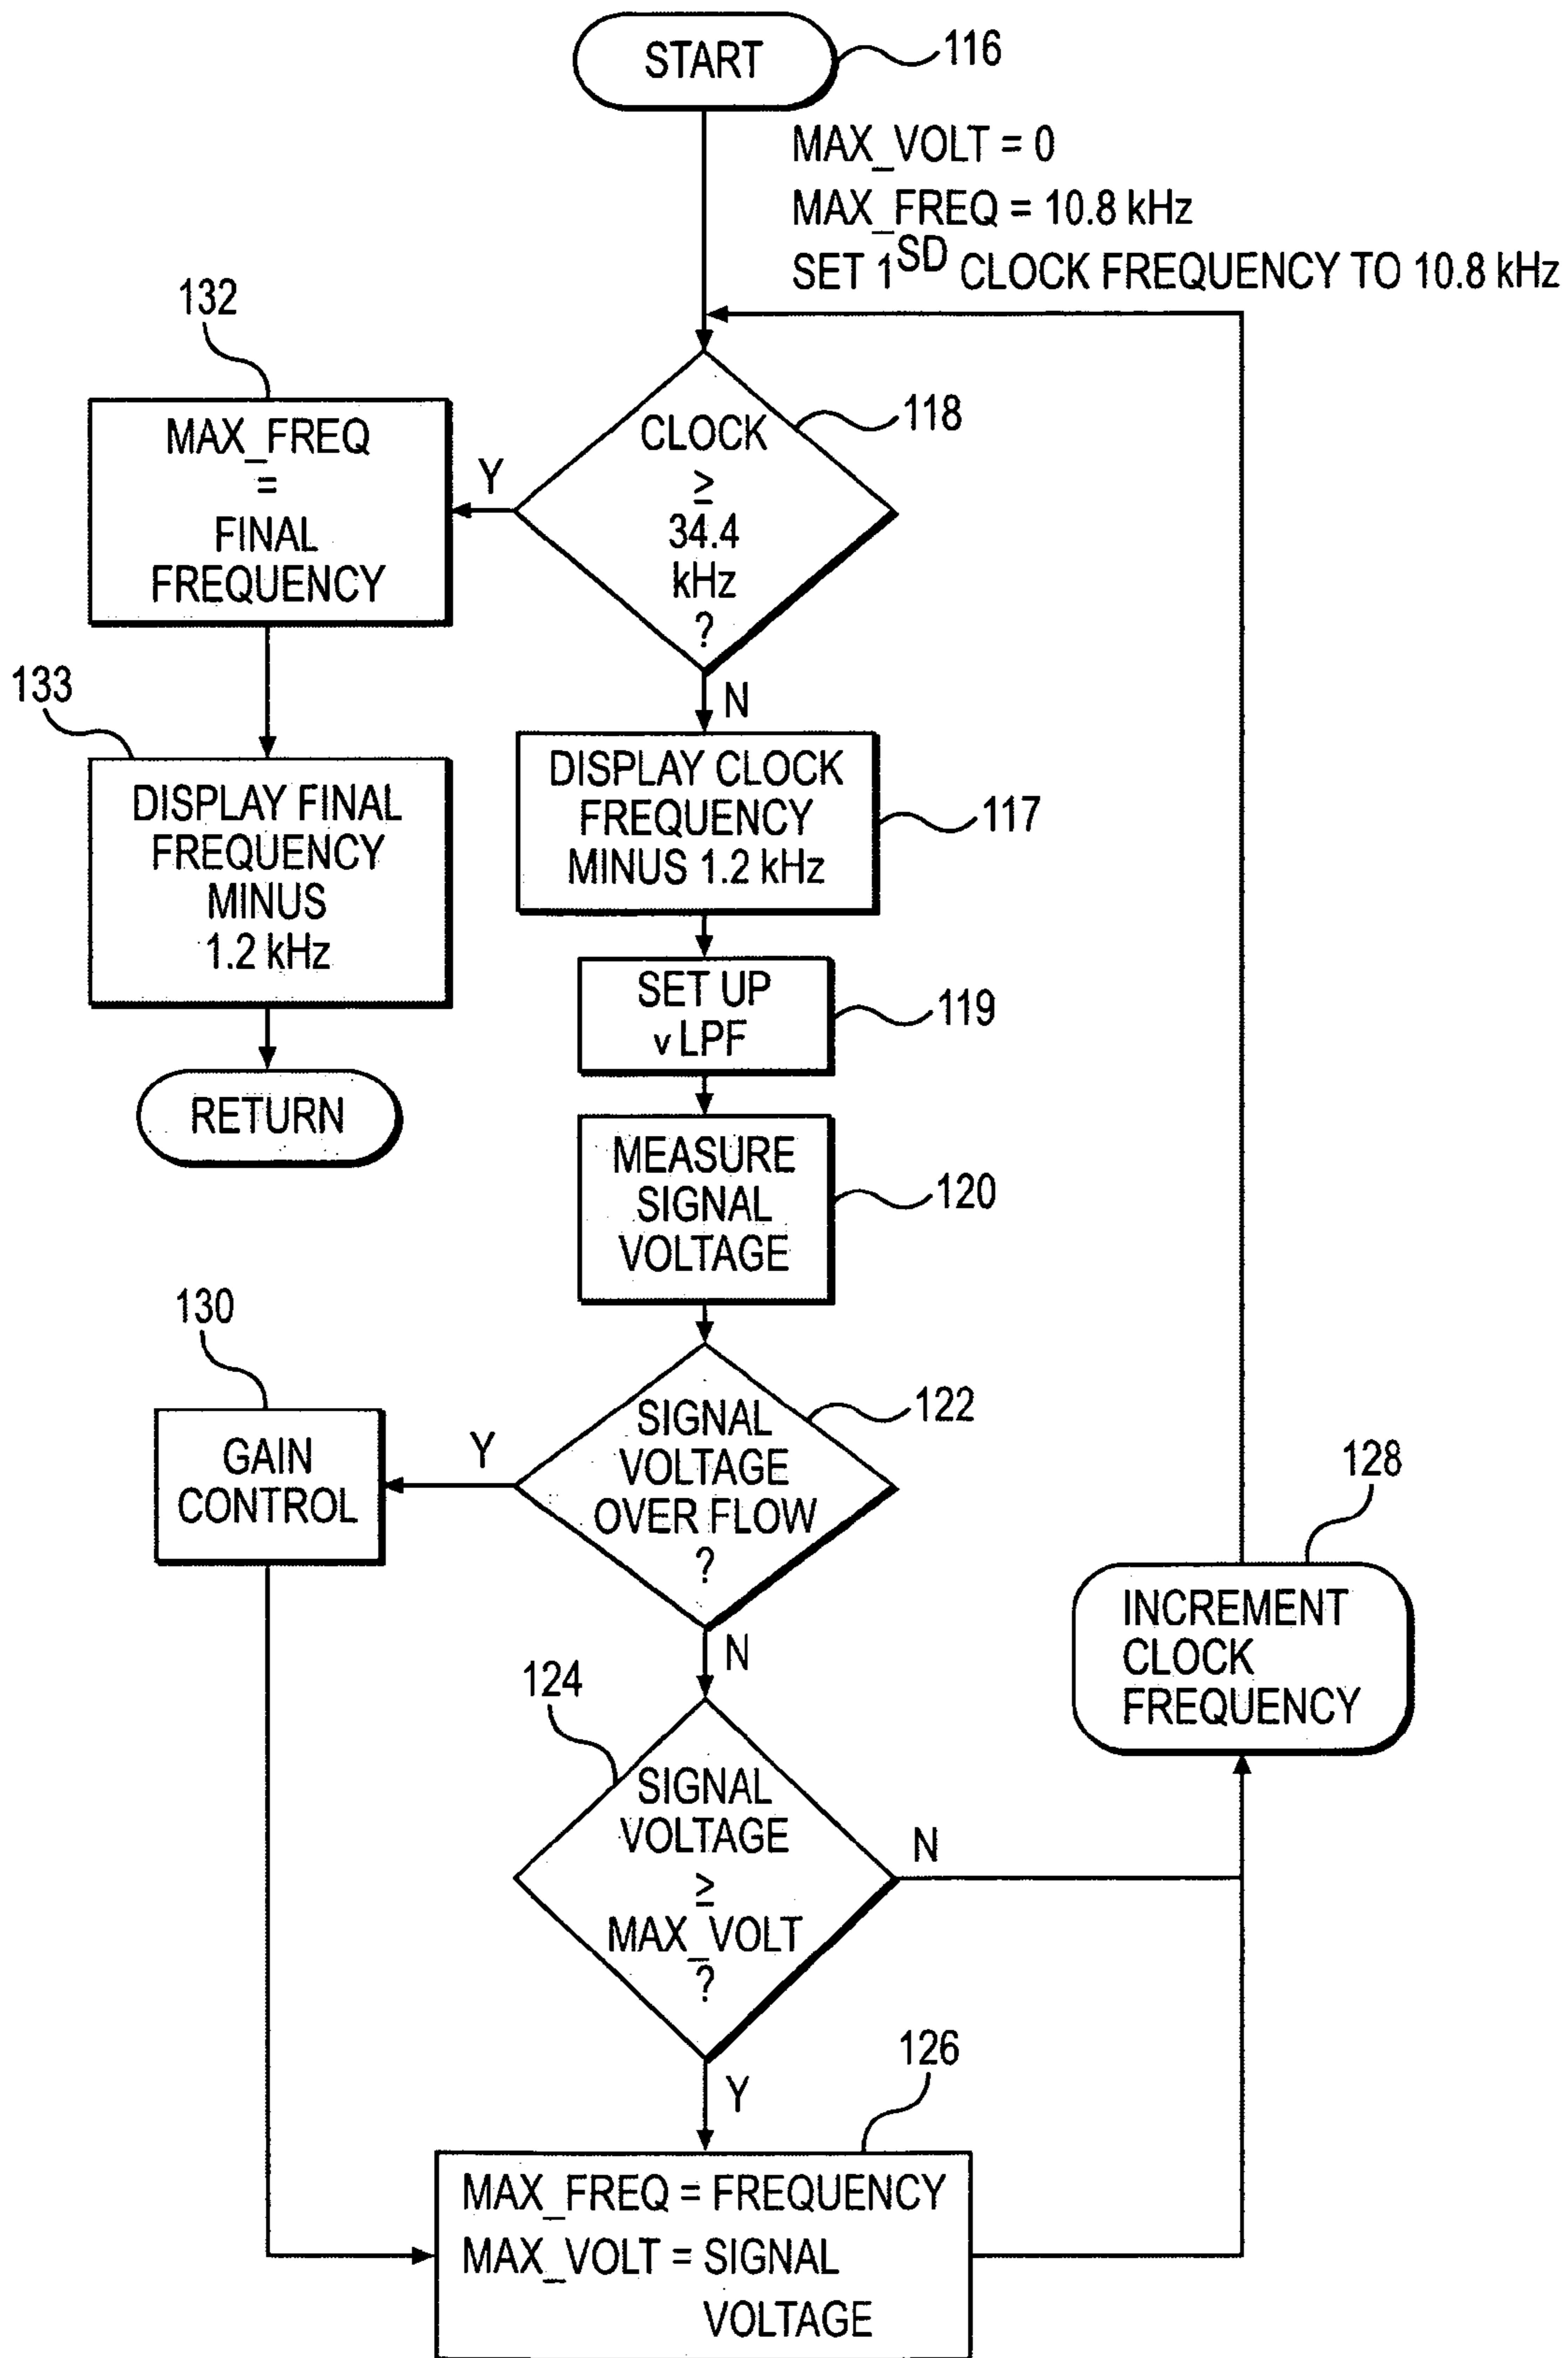 START
116
MAX_VOLT = 0
MAX_FREQ = 10.8 kHz
SET 1SD CLOCK FREQUENCY TO 10.8 kHz
132
MAX_FREQ
=
FINAL
FREQUENCY
Y
CLOCK
≥
34.4
kHz
?
118
N
133
DISPLAY FINAL
FREQUENCY
MINUS
1.2 kHz
DISPLAY CLOCK
FREQUENCY
MINUS 1.2 kHz
117
SET UP
v LPF
119
RETURN
MEASURE
SIGNAL
VOLTAGE
120
130
GAIN
CONTROL
Y
SIGNAL
VOLTAGE
OVER FLOW
?
122
N
128
INCREMENT
CLOCK
FREQUENCY
124
SIGNAL
VOLTAGE
≥
MAX_VOLT
?
N
Y
126
MAX_FREQ = FREQUENCY
MAX_VOLT = SIGNAL
VOLTAGE